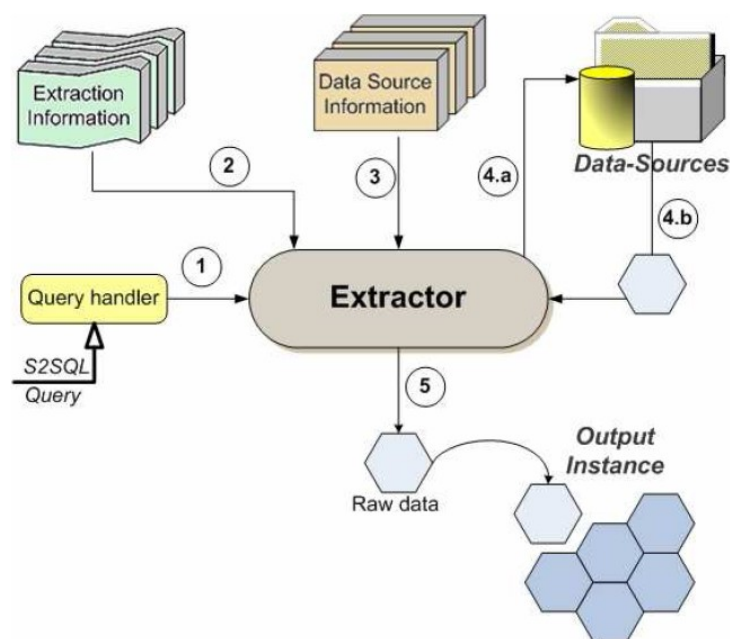 Extraction
Information
Data Source
Information
Data-Sources
2
3
4.a
4.b
1
Query handler
Extractor
S2SQL
Query
5
Raw data
Output
Instance